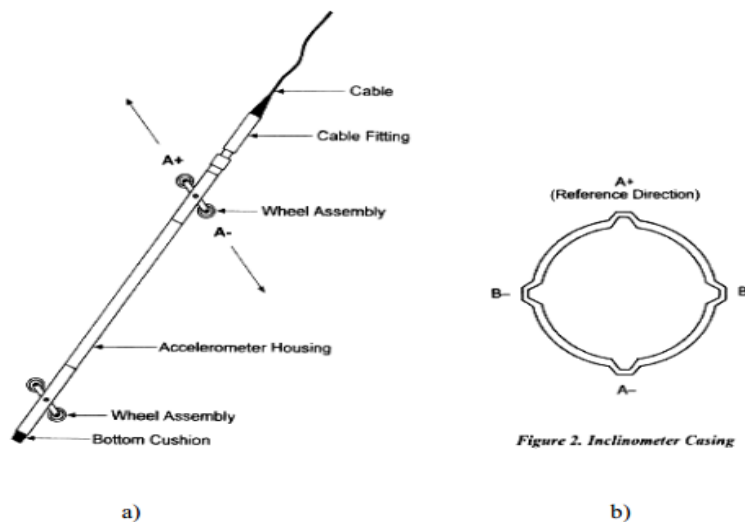 Cable
Cable Fitting
A+
Wheel Assembly
A-
Accelerometer Housing
Wheel Assembly
Bottom Cushion
A+
(Reference Direction)
B–
B
A–
Figure 2. Inclinometer Casing
a)
b)